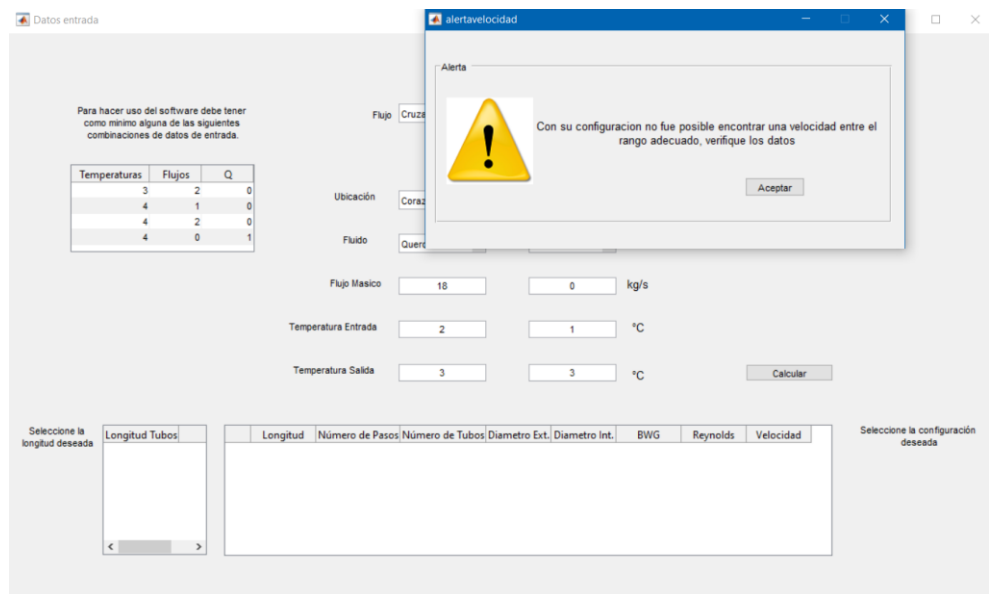 Datos entrada
alertavelocidad
Alerta
Con su configuracion no fue posible encontrar una velocidad entre el
rango adecuado, verifique los datos
Aceptar
Para hacer uso del software debe tener
como minimo alguna de las siguientes
combinaciones de datos de entrada.
Temperaturas Flujos Q
3 2 0
4 1 0
4 2 0
4 0 1
Flujo Cruza
Ubicación Coraz
Fluido Quero
Flujo Masico 18 0 kg/s
Temperatura Entrada 2 1 °C
Temperatura Salida 3 3 °C
Calcular
Seleccione la
longitud deseada
Longitud Tubos
Longitud Número de Pasos Número de Tubos Diametro Ext. Diametro Int. BWG Reynolds Velocidad
Seleccione la configuración
deseada